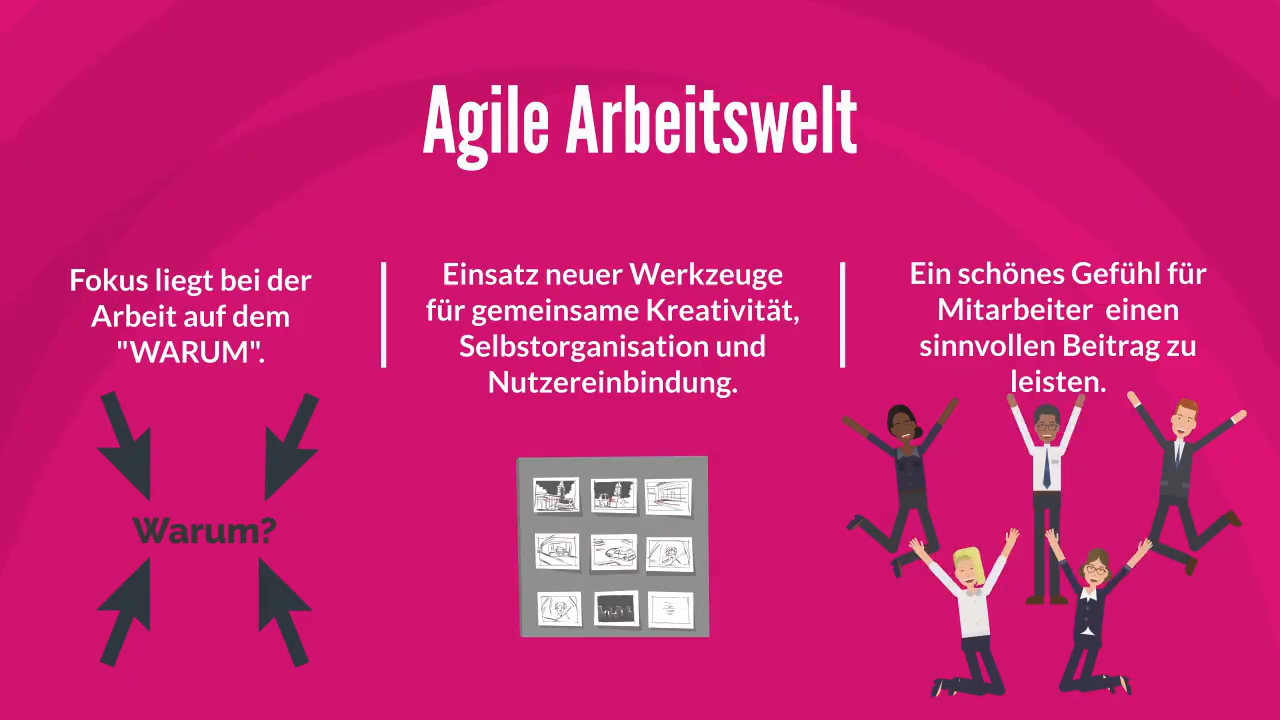 Agile Arbeitswelt
Fokus liegt bei der
Arbeit auf dem
"WARUM".
Warum?
Einsatz neuer Werkzeuge
für gemeinsame Kreativität,
Selbstorganisation und
Nutzereinbindung.
Ein schönes Gefühl für
Mitarbeiter  einen
sinnvollen Beitrag zu
leisten.